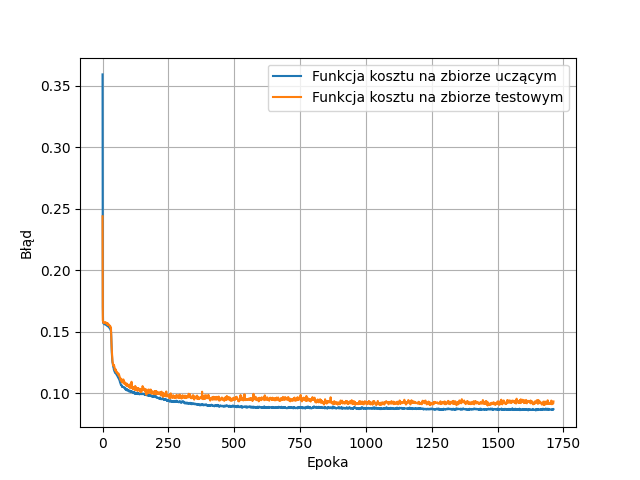 Funkcja kosztu na zbiorze uczącym
Funkcja kosztu na zbiorze testowym
0.35
0.30
0.25
0.20
0.15
0.10
Błąd
0 250 500 750 1000 1250 1500 1750
Epoka